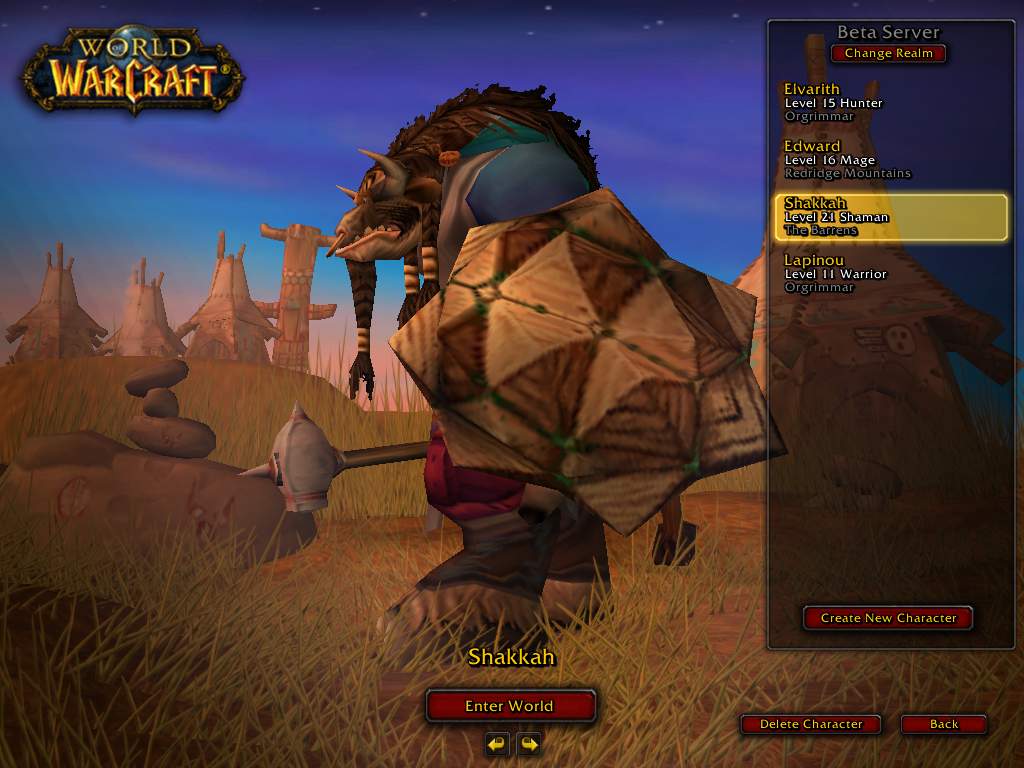 WORLD
WARCRAFT®
Beta Server
Change Realm
Elvarith
Level 15 Hunter
Orgrimmar
Edward
Level 16 Mage
Redridge Mountains
Shakkah
Level 21 Shaman
The Barrens
Lapinou
Level 11 Warrior
Orgrimmar
Create New Character
Shakkah
Enter World
Delete Character
Back